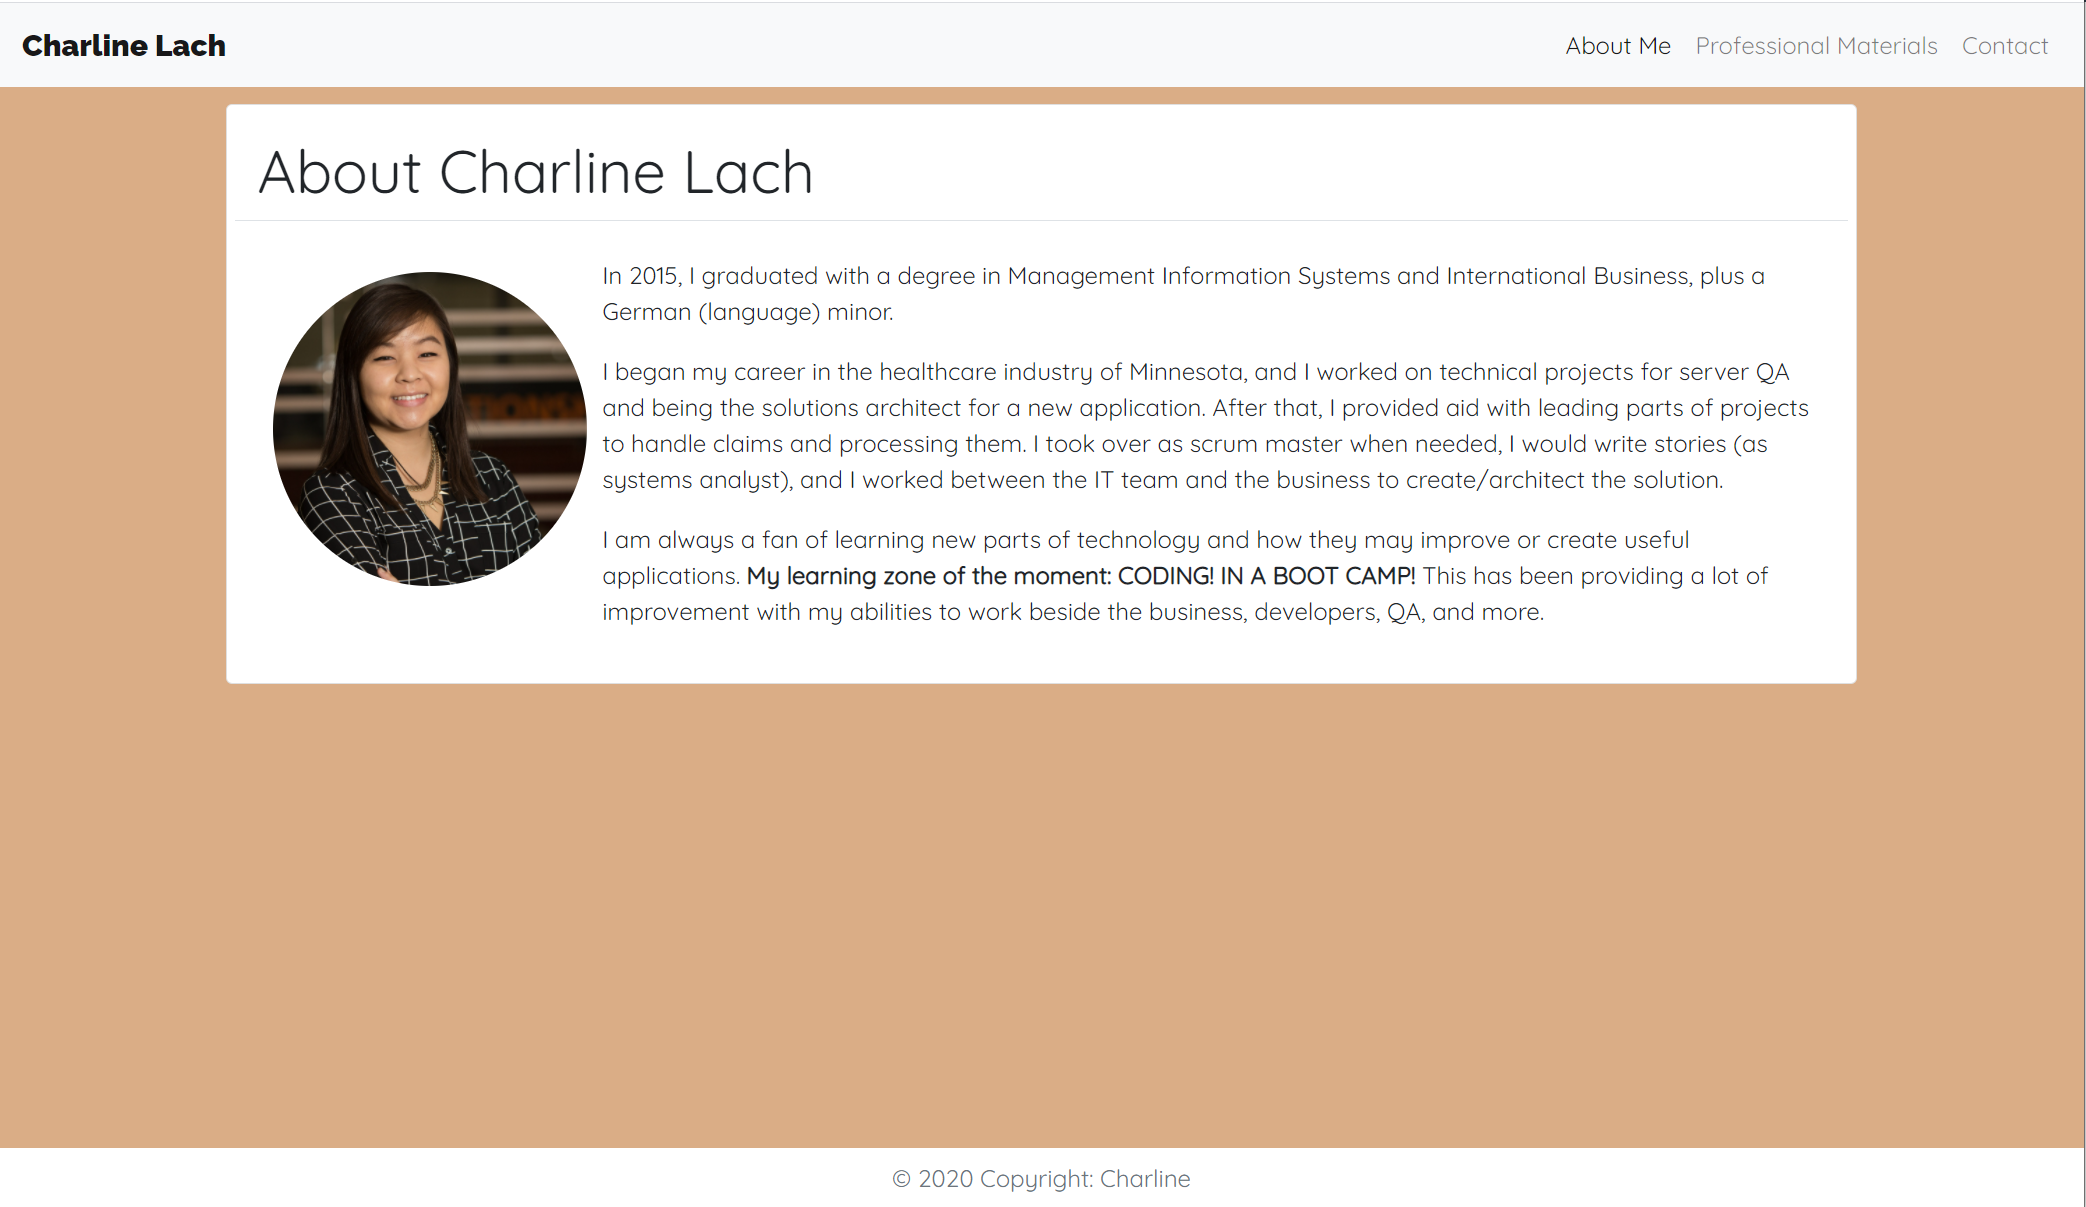 Charline Lach
About Me Professional Materials Contact
About Charline Lach
In 2015, I graduated with a degree in Management Information Systems and International Business, plus a
German (language) minor.
I began my career in the healthcare industry of Minnesota, and I worked on technical projects for server QA
and being the solutions architect for a new application. After that, I provided aid with leading parts of projects
to handle claims and processing them. I took over as scrum master when needed, I would write stories (as
systems analyst), and I worked between the IT team and the business to create/architect the solution.
I am always a fan of learning new parts of technology and how they may improve or create useful
applications. My learning zone of the moment: CODING! IN A BOOT CAMP! This has been providing a lot of
improvement with my abilities to work beside the business, developers, QA, and more.
© 2020 Copyright: Charline